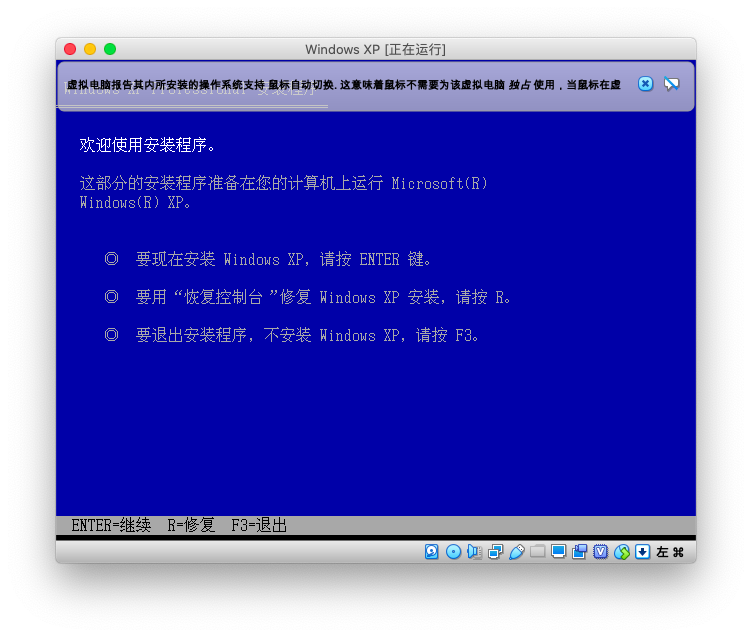 Windows XP [正在运行]
虚拟电脑报告其内所安装的操作系统支持 鼠标自动切换. 这意味着鼠标不需要为该虚拟电脑 独占 使用，当鼠标在虚
Windows XP Professional 安装程序
欢迎使用安装程序。
这部分的安装程序准备在您的计算机上运行 Microsoft(R)
Windows(R) XP。
◎ 要现在安装 Windows XP，请按 ENTER 键。
◎ 要用“恢复控制台 ”修复 Windows XP 安装，请按 R。
◎ 要退出安装程序，不安装 Windows XP，请按 F3。
ENTER=继续 R=修复 F3=退出
左 ⌘